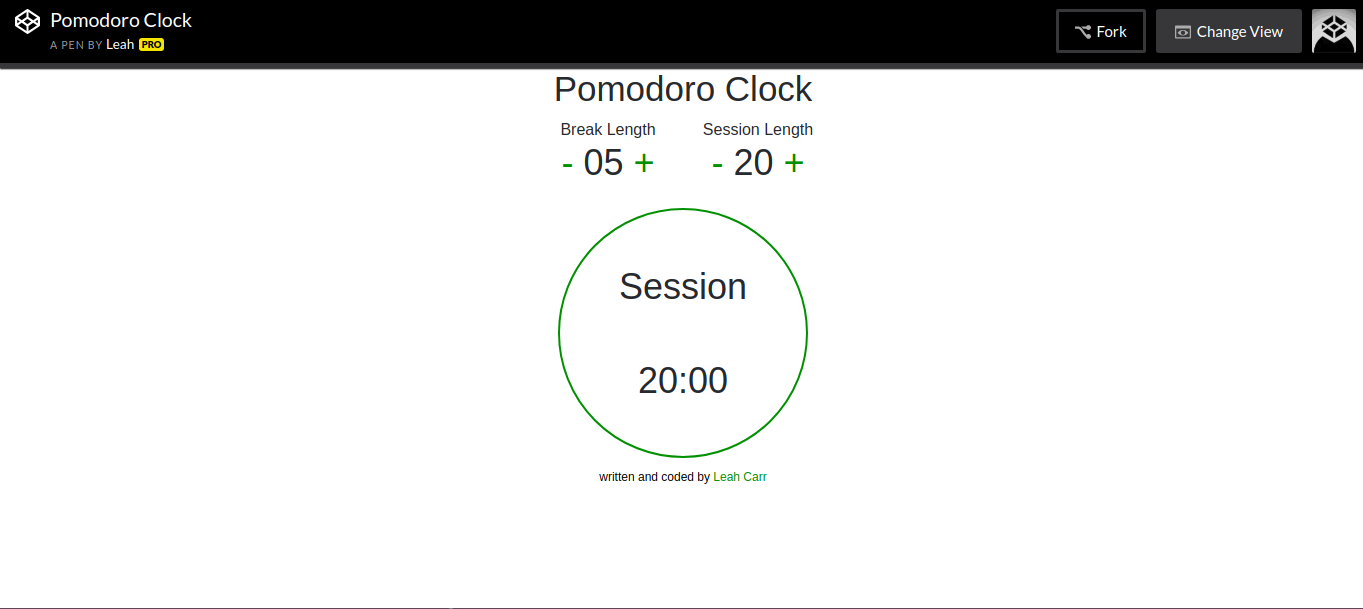 Pomodoro Clock
A PEN BY Leah PRO
Fork
Change View
Pomodoro Clock
Break Length
Session Length
- 05 +
- 20 +
Session
20:00
written and coded by Leah Carr